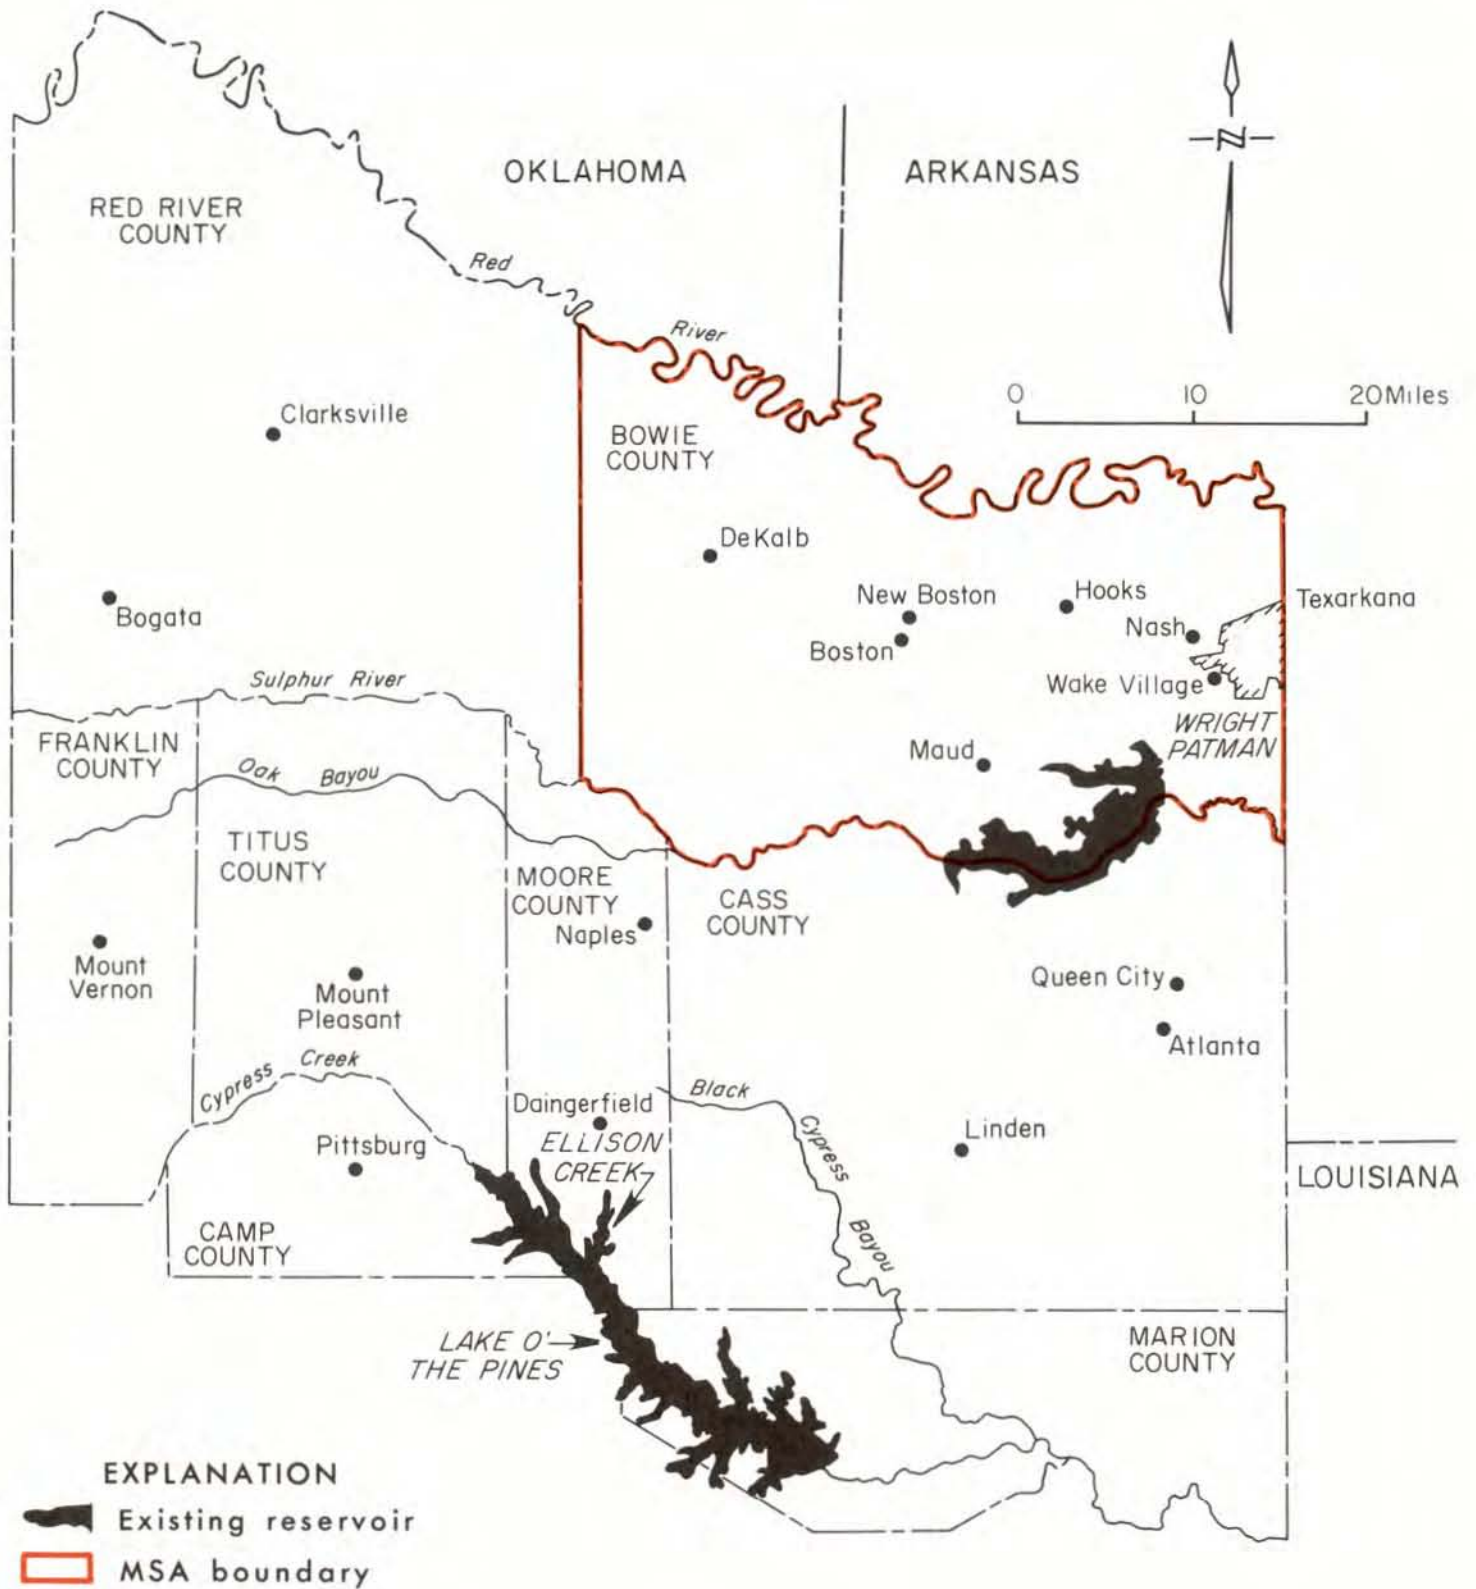 OKLAHOMA
ARKANSAS
N
RED RIVER
COUNTY
Red
River
0 10 20 Miles
Clarksville
BOWIE
COUNTY
DeKalb
New Boston
Hooks
Texarkana
Bogata
Nash
Boston
Wake Village
Sulphur River
WRIGHT
PATMAN
FRANKLIN
COUNTY
Oak Bayou
Maud
TITUS
COUNTY
MOORE
COUNTY
CASS
COUNTY
Naples
Mount
Vernon
Mount
Pleasant
Queen City
Atlanta
Cypress Creek
Black
Cypress
Bayou
Daingerfield
Pittsburg
ELLISON
CREEK
Linden
LOUISIANA
CAMP
COUNTY
LAKE O'
THE PINES
MARION
COUNTY
EXPLANATION
Existing reservoir
MSA boundary